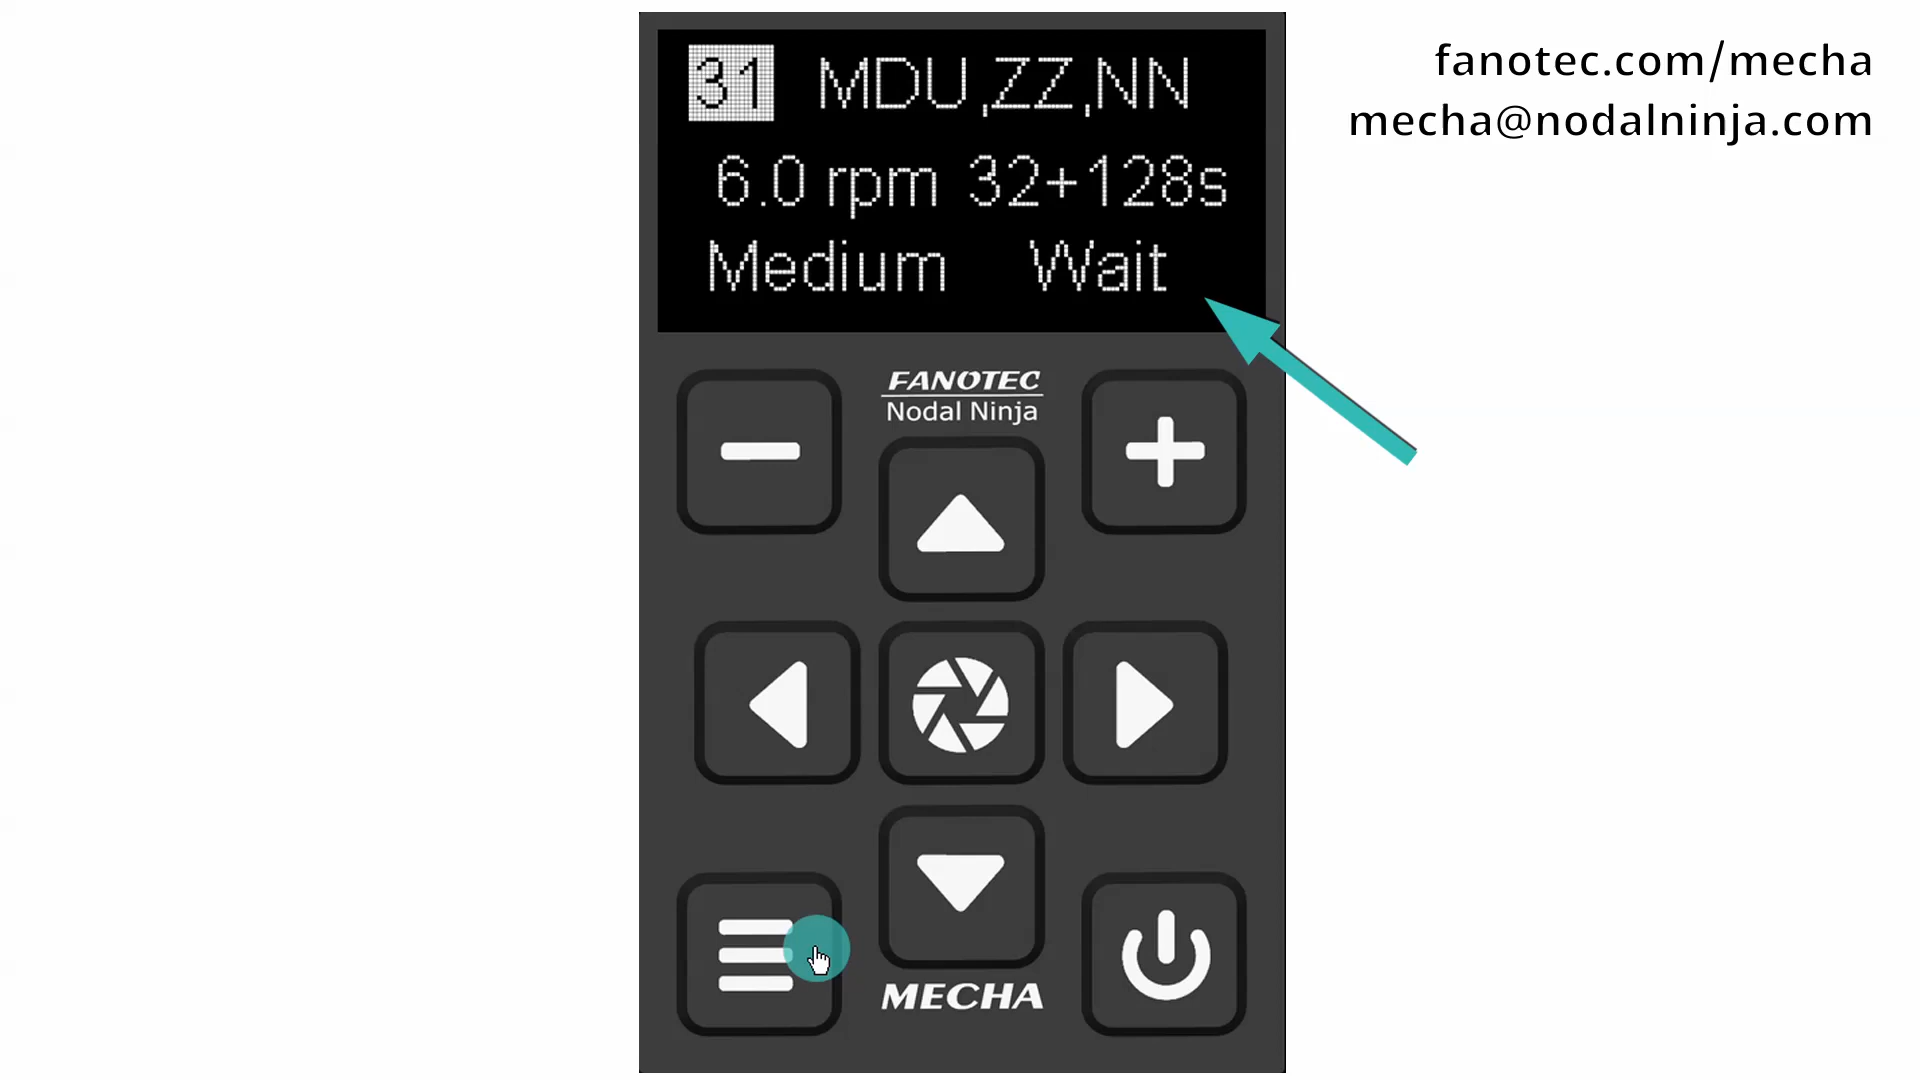 31 MDU,ZZ,NN
6.0 rpm 32+128s
Medium Wait
fanotec.com/mecha
mecha@nodalninja.com
FANOTEC
Nodal Ninja
MECHA